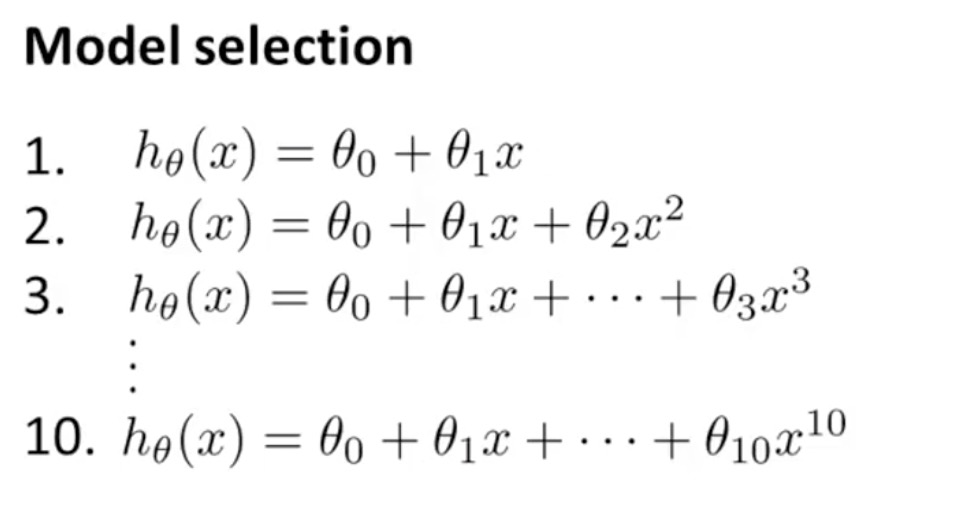 Model selection
1. hθ(x) = θ₀ + θ₁x
2. hθ(x) = θ₀ + θ₁x + θ₂x²
3. hθ(x) = θ₀ + θ₁x + ⋯ + θ₃x³
⋮
10. hθ(x) = θ₀ + θ₁x + ⋯ + θ₁₀x¹⁰